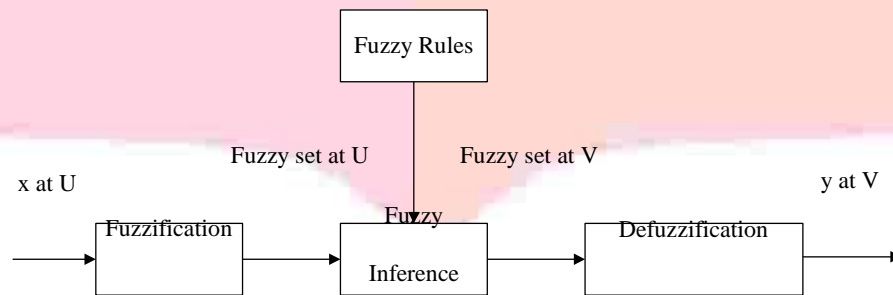 Fuzzy Rules
Fuzzy set at U
Fuzzy set at V
x at U
y at V
Fuzzification
Fuzzy
Inference
Defuzzification